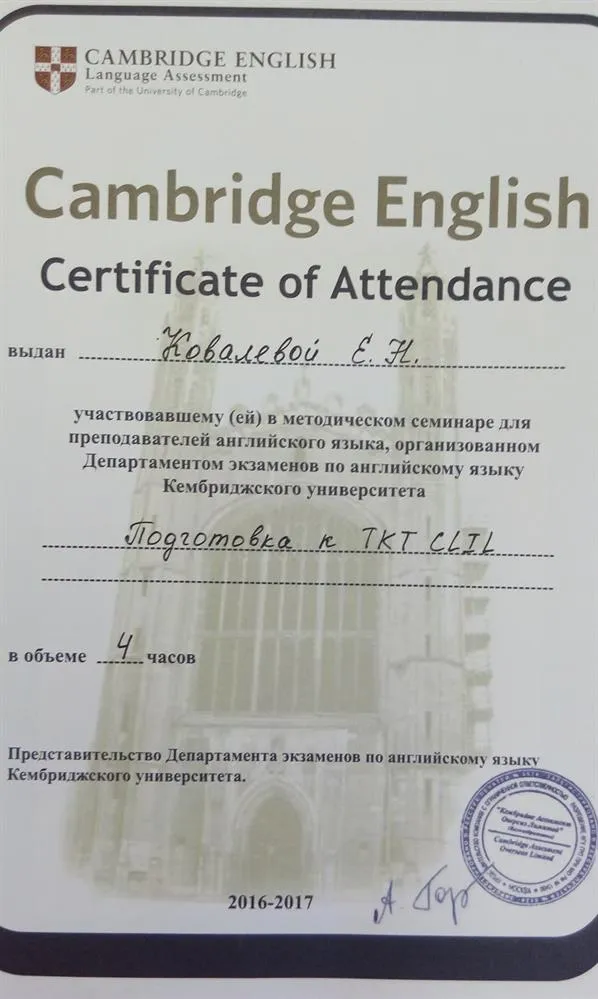 CAMBRIDGE ENGLISH
Language Assessment
Part of the University of Cambridge
Cambridge English
Certificate of Attendance
выдан Ковалевой Е. Н.
участвовавшему (ей) в методическом семинаре для
преподавателей английского языка, организованном
Департаментом экзаменов по английскому языку
Кембриджского университета
Подготовка к TKT CLIL
в объеме 4 часов
Представительство Департамента экзаменов по английскому языку
Кембриджского университета.
Cambridge Assessment
Overseas Limited
МОСКВА
2016-2017